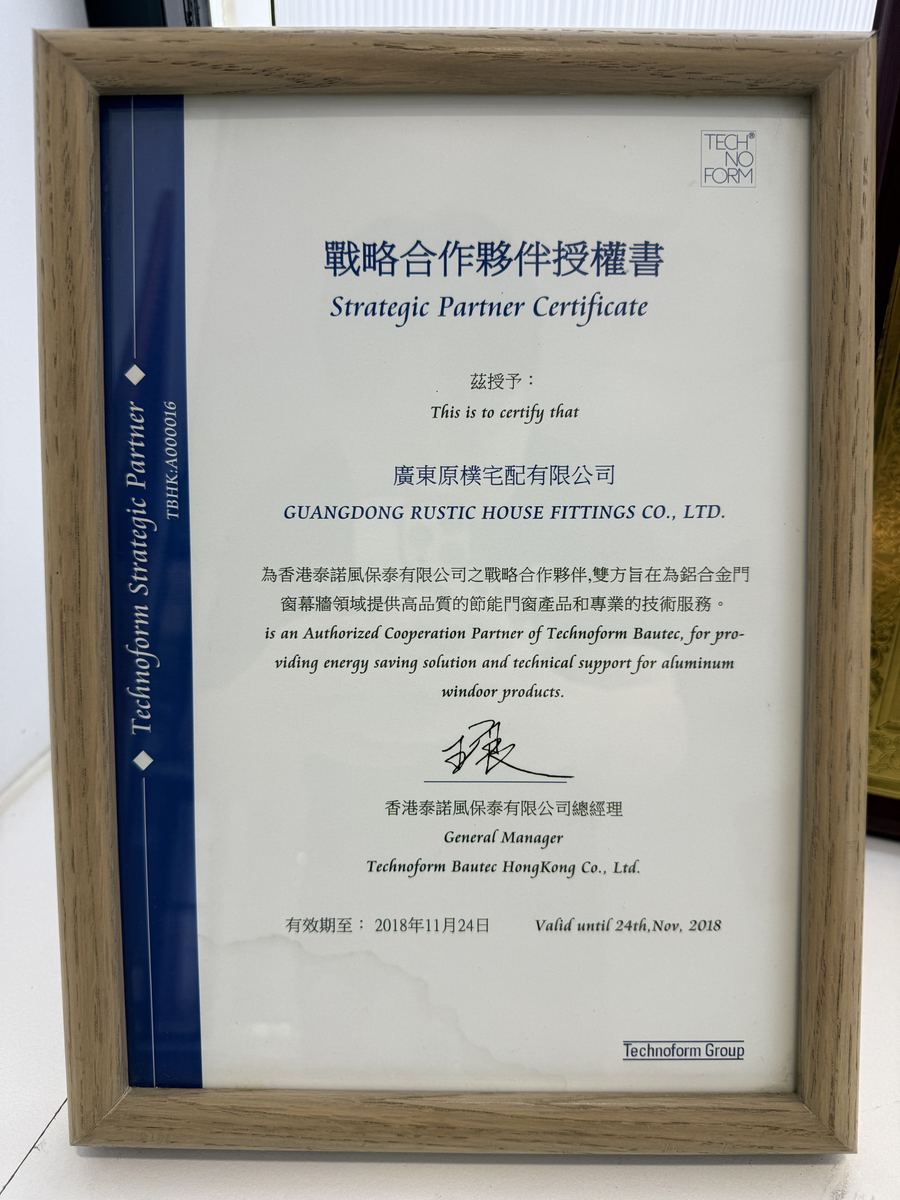 TECH®
NO
FORM
戰略合作夥伴授權書
Strategic Partner Certificate
茲授予：
This is to certify that
廣東原樸宅配有限公司
GUANGDONG RUSTIC HOUSE FITTINGS CO., LTD.
為香港泰諾風保泰有限公司之戰略合作夥伴,雙方旨在為鋁合金門
窗幕牆領域提供高品質的節能門窗產品和專業的技術服務。
is an Authorized Cooperation Partner of Technoform Bautec, for pro-
viding energy saving solution and technical support for aluminum
windoor products.
香港泰諾風保泰有限公司總經理
General Manager
Technoform Bautec HongKong Co., Ltd.
有效期至： 2018年11月24日 Valid until 24th,Nov, 2018
Technoform Group
Technoform Strategic Partner
TBHK:A000016